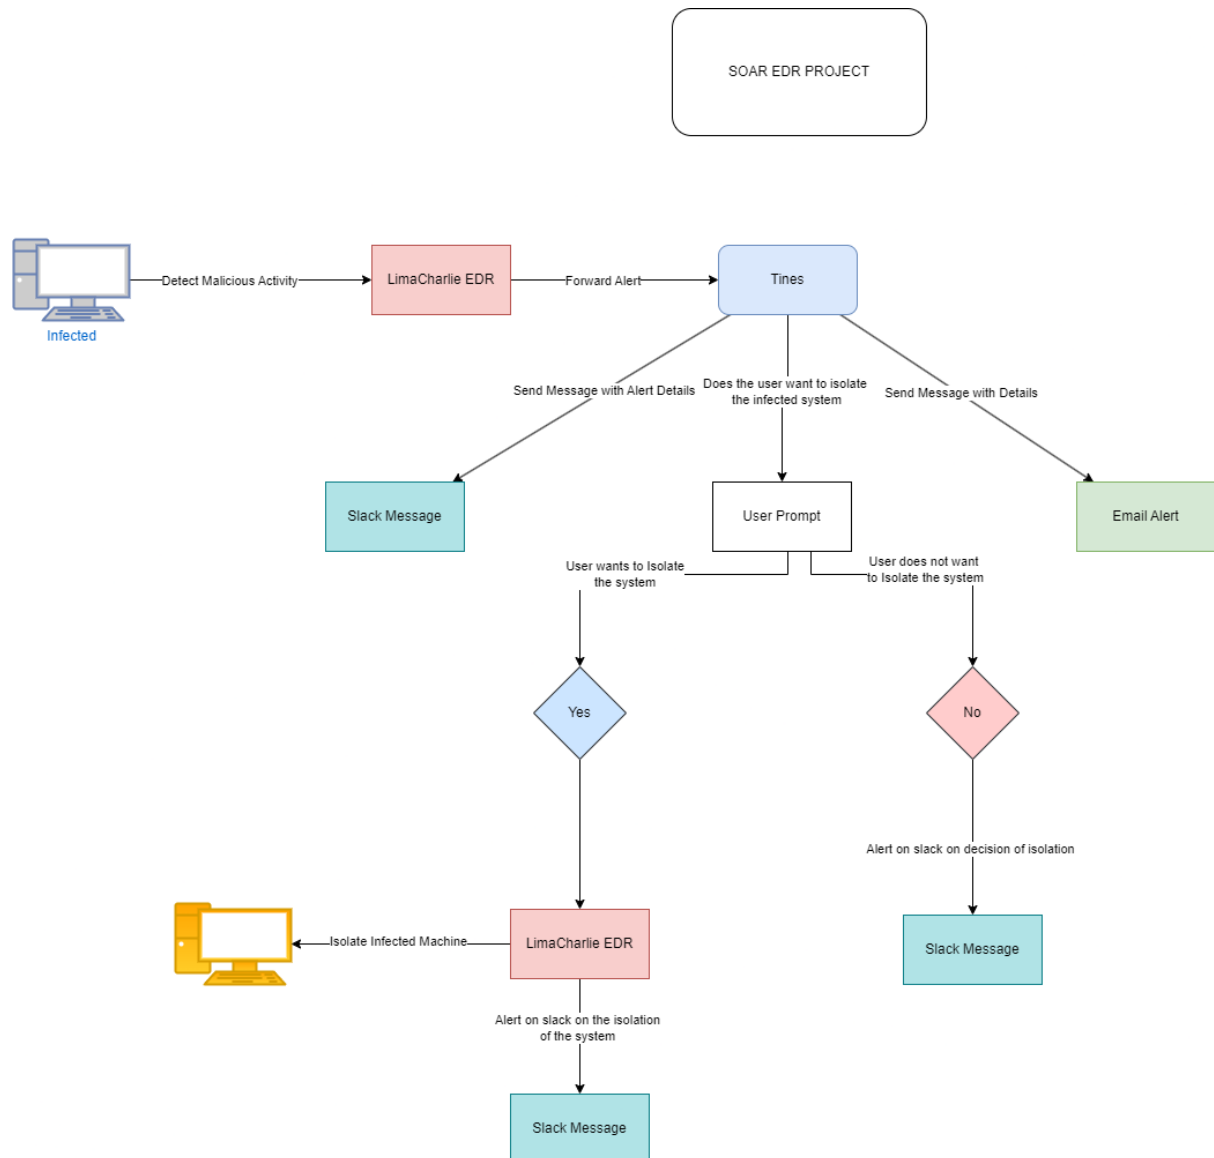 SOAR EDR PROJECT
Detect Malicious Activity
LimaCharlie EDR
Forward Alert
Tines
Infected
Send Message with Alert Details
Does the user want to isolate
the infected system
Send Message with Details
Slack Message
User Prompt
Email Alert
User wants to Isolate
the system
User does not want
to Isolate the system
Yes
No
Alert on slack on decision of isolation
Isolate Infected Machine
LimaCharlie EDR
Slack Message
Alert on slack on the isolation
of the system
Slack Message